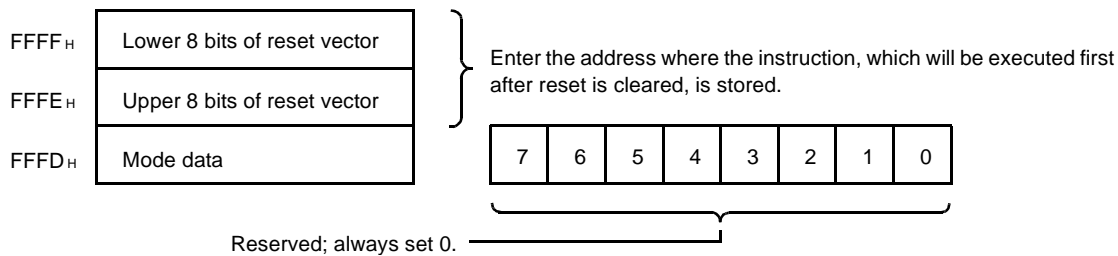 FFFFH Lower 8 bits of reset vector
Enter the address where the instruction, which will be executed first
after reset is cleared, is stored.
FFFEH Upper 8 bits of reset vector
FFFDH Mode data
7 6 5 4 3 2 1 0
Reserved; always set 0.